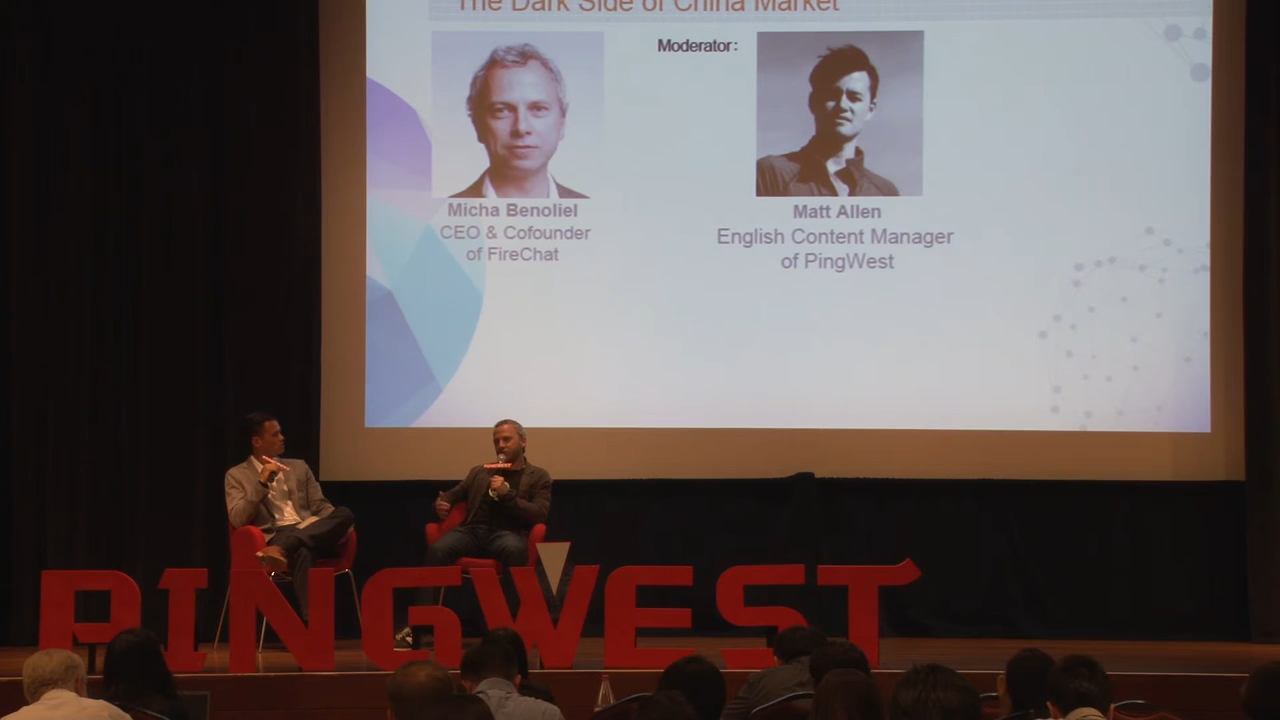 The Dark Side of China Market
Moderator:
Micha Benoliel
CEO & Cofounder
of FireChat
Matt Allen
English Content Manager
of PingWest
PINGWEST
PINGWEST